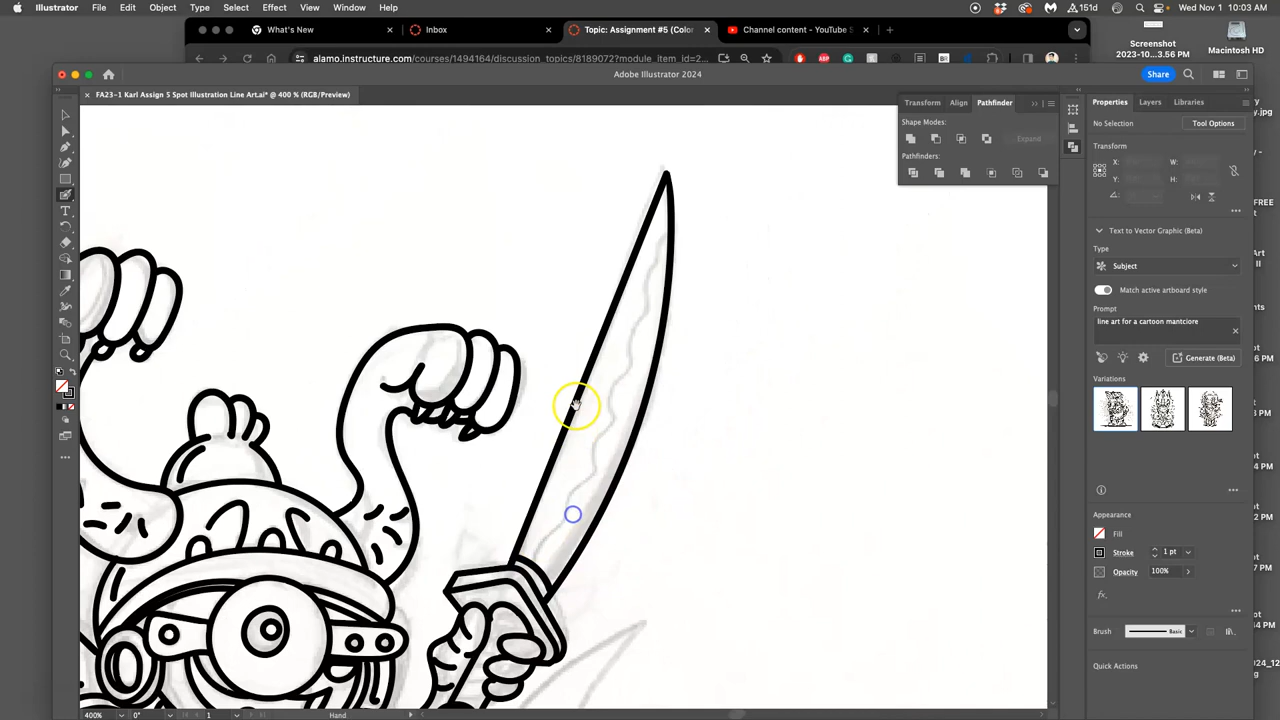 Illustrator File Edit Object Type Select Effect View Window Help
151d
Wed Nov 1 10:03 AM
What's New
Inbox
Topic: Assignment #5 (Color
Channel content - YouTube S
alamo.instructure.com/courses/1494164/discussion_topics/8189072?module_item_id=2...
Screenshot
2023-10...3.56 PM
Macintosh HD
Adobe Illustrator 2024
Share
FA23-1 Karl Assign 5 Spot Illustration Line Art.ai* @ 400 % (RGB/Preview)
Transform Align Pathfinder
Shape Modes:
Expand
Pathfinders:
Properties Layers Libraries
No Selection Tool Options
Transform
X: W:
Y: H:
Text to Vector Graphic (Beta)
Type
Subject
Match active artboard style
Prompt
line art for a cartoon mantciore
Generate (Beta)
Variations
Appearance
Fill
Stroke 1 pt
Opacity 100%
Brush Basic
Quick Actions
400% 0° 1 Hand